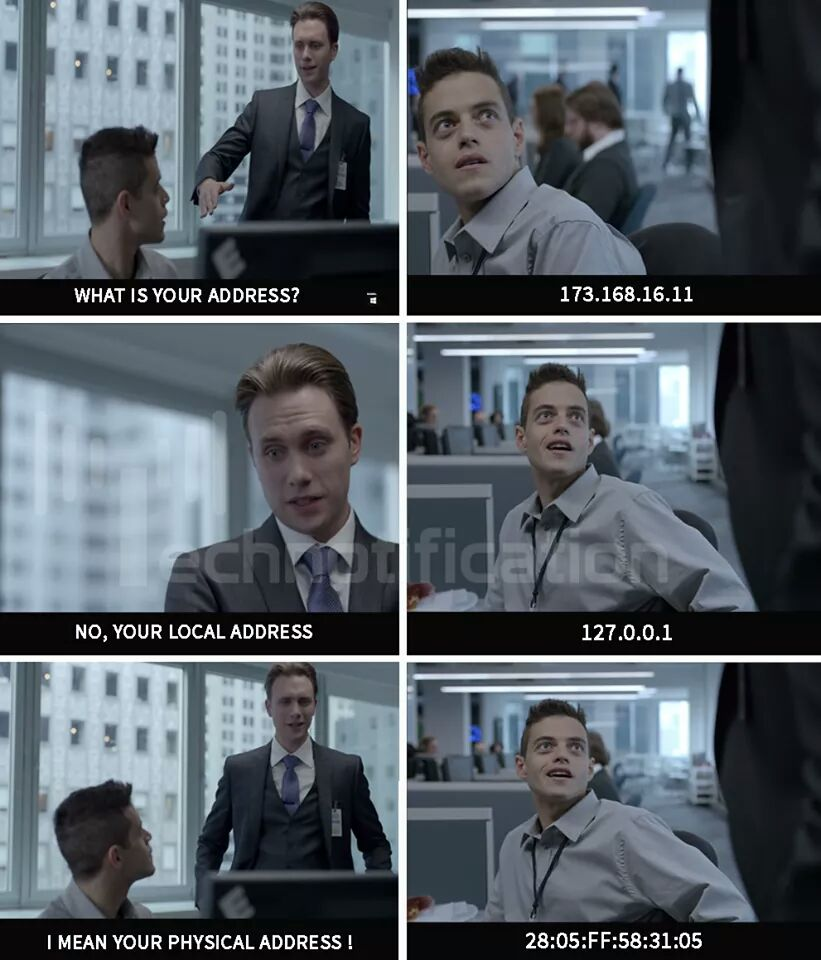 WHAT IS YOUR ADDRESS?
173.168.16.11
NO, YOUR LOCAL ADDRESS
127.0.0.1
Technotification
I MEAN YOUR PHYSICAL ADDRESS !
28:05:FF:58:31:05